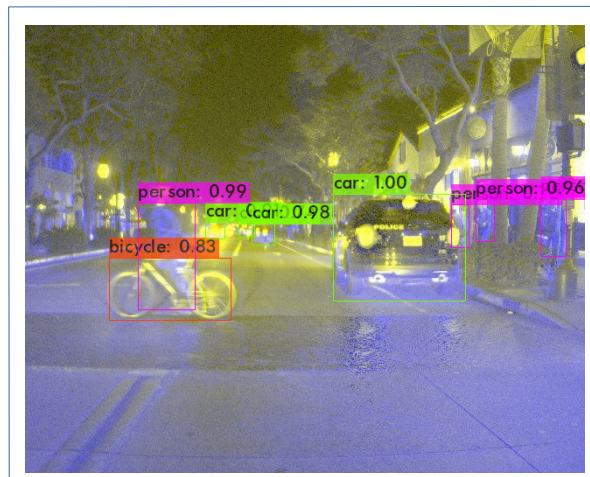 car: 1.00
person: 0.99
person: 0.96
car: 0.98
POLICE
bicycle: 0.83